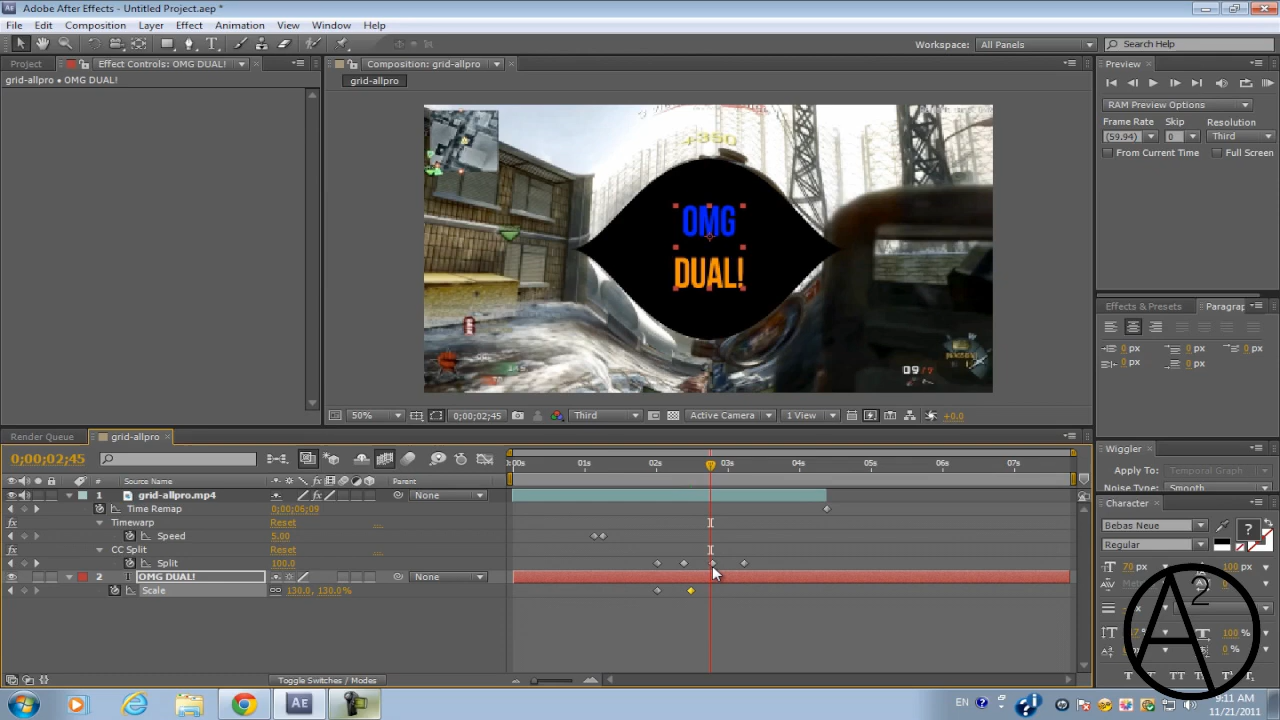 Adobe After Effects - Untitled Project.aep *
File Edit Composition Layer Effect Animation View Window Help
Workspace: All Panels Search Help
Project Effect Controls: OMG DUAL! Composition: grid-allpro Preview
grid-allpro • OMG DUAL! grid-allpro
RAM Preview Options
Frame Rate Skip Resolution
(59.94) 0 Third
From Current Time Full Screen
+350
OMG
DUAL!
09
Effects & Presets Paragrap
0 px 0 px 0 px
0 px 0 px
50% 0;00;02;45 Third Active Camera 1 View +0.0
Render Queue grid-allpro
0;00;02;45
:00s 01s 02s 03s 04s 05s 06s 07s
# Source Name Parent
1 grid-allpro.mp4 None
Time Remap 0;00;06;09
fx Timewarp Reset ....
Speed 5.00
fx CC Split Reset ....
Split 100.0
2 T OMG DUAL! None
Scale 130.0, 130.0%
Toggle Switches / Modes
Wiggler
Apply To: Temporal Graph
Noise Type: Smooth
Character
Bebas Neue
Regular
70 px
100 %
0 %
A2
EN 9:11 AM
11/21/2011